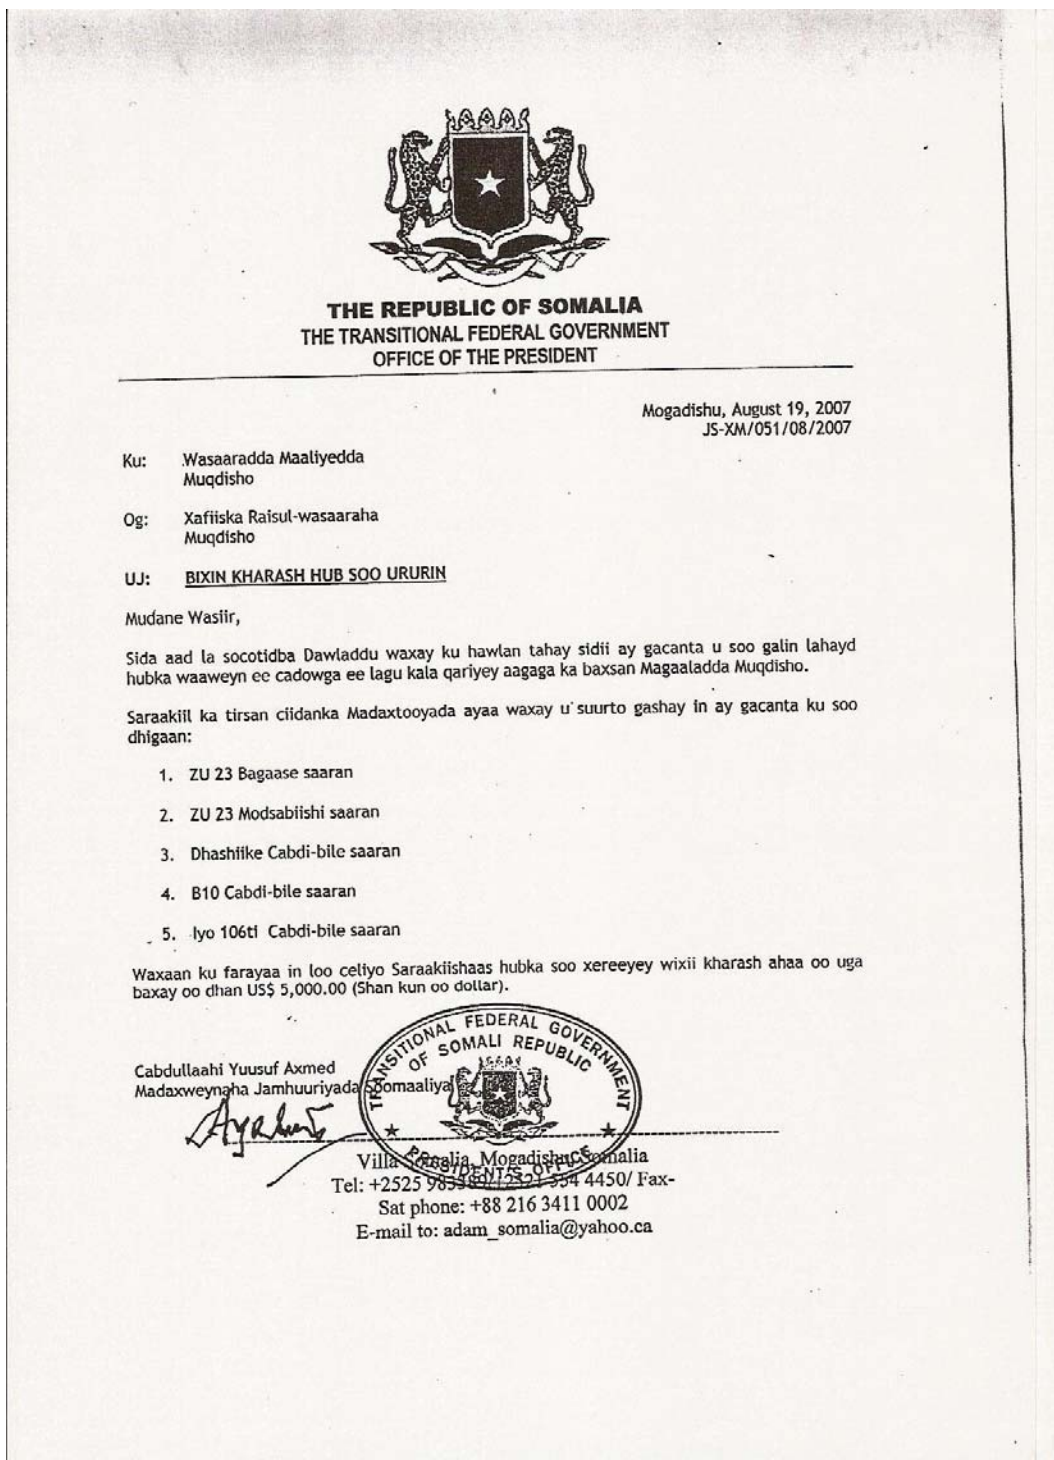 THE REPUBLIC OF SOMALIA
THE TRANSITIONAL FEDERAL GOVERNMENT
OFFICE OF THE PRESIDENT
Mogadishu, August 19, 2007
JS-XM/051/08/2007
Ku: Wasaaradda Maaliyedda
Muqdisho
Og: Xafiiska Raisul-wasaaraha
Muqdisho
UJ: BIXIN KHARASH HUB SOO URURIN
Mudane Wasiir,
Sida aad la socotidba Dawladdu waxay ku hawlan tahay sidii ay gacanta u soo galin lahayd
hubka waaweyn ee cadowga ee lagu kala qariyey aagaga ka baxsan Magaaladda Muqdisho.
Saraakiil ka tirsan ciidanka Madaxtooyada ayaa waxay u suurto gashay in ay gacanta ku soo
dhigaan:
1. ZU 23 Bagaase saaran
2. ZU 23 Modsabiishi saaran
3. Dhashiike Cabdi-bile saaran
4. B10 Cabdi-bile saaran
5. Iyo 106ti Cabdi-bile saaran
Waxaan ku farayaa in loo celiyo Saraakiishaas hubka soo xereeyey wixii kharash ahaa oo uga
baxay oo dhan US$ 5,000.00 (Shan kun oo dollar).
Cabdullaahi Yuusuf Axmed
Madaxweynaha Jamhuuriyada Soomaaliya
TRANSITIONAL FEDERAL GOVERNMENT
OF SOMALI REPUBLIC
PRESIDENT'S OFFICE
Villa Somalia, Mogadishu, Somalia
Tel: +2525 4450/ Fax-
Sat phone: +88 216 3411 0002
E-mail to: adam_somalia@yahoo.ca